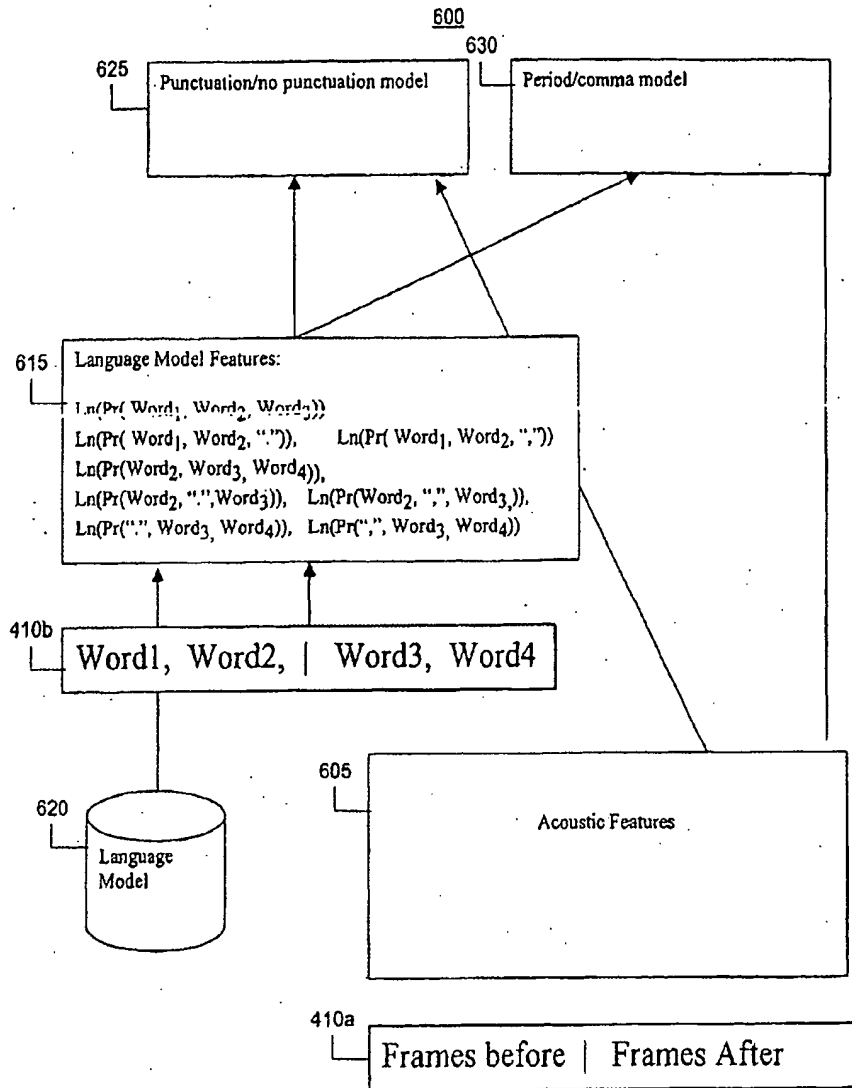 600
625
630
Punctuation/no punctuation model
Period/comma model
615
Language Model Features:
Ln(Pr( Word1, Word2, Word3))
Ln(Pr( Word1, Word2, “.”)), Ln(Pr( Word1, Word2, “,”))
Ln(Pr(Word2, Word3, Word4)),
Ln(Pr(Word2, “.”,Word3)), Ln(Pr(Word2, “,”, Word3,)),
Ln(Pr(“.”, Word3, Word4)), Ln(Pr(“,”, Word3, Word4))
410b
Word1, Word2, | Word3, Word4
605
Acoustic Features
620
Language
Model
410a
Frames before | Frames After